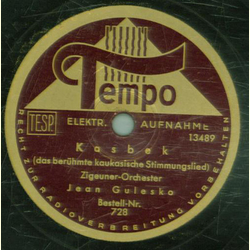 Tempo
TESP.
ELEKTR. AUFNAHME
13489
Kasbek
(das berühmte kaukasische Stimmungslied)
Zigeuner-Orchester
Jean Guleska
Bestell-Nr.
728
RECHT ZUR RADIOVERBREITUNG VORBEHALTEN